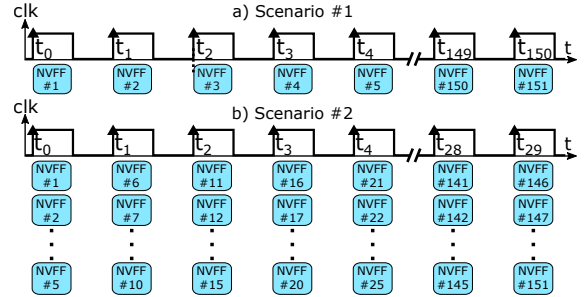 clk
a) Scenario #1
t0 t1 t2 t3 t4 t149 t150 t
NVFF #1 NVFF #2 NVFF #3 NVFF #4 NVFF #5 NVFF #150 NVFF #151
clk
b) Scenario #2
t0 t1 t2 t3 t4 t28 t29 t
NVFF #1 NVFF #6 NVFF #11 NVFF #16 NVFF #21 NVFF #141 NVFF #146
NVFF #2 NVFF #7 NVFF #12 NVFF #17 NVFF #22 NVFF #142 NVFF #147
NVFF #5 NVFF #10 NVFF #15 NVFF #20 NVFF #25 NVFF #145 NVFF #151